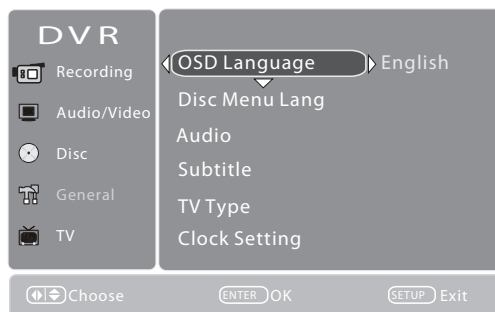 DVR
Recording
Audio/Video
Disc
General
TV
OSD Language English
Disc Menu Lang
Audio
Subtitle
TV Type
Clock Setting
Choose ENTER OK SETUP Exit